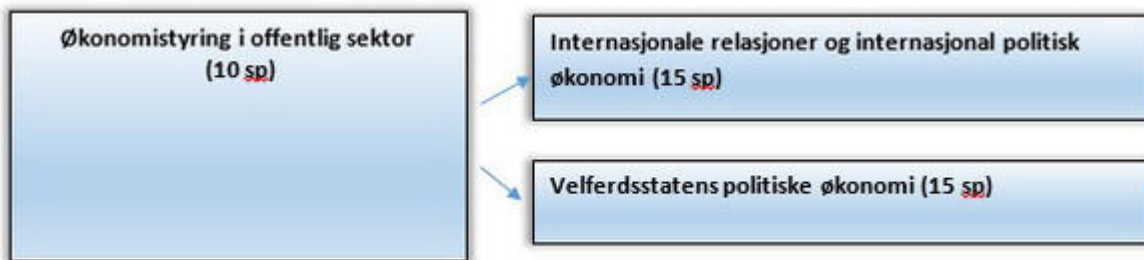 Økonomistyring i offentlig sektor
(10 sp)
Internasjonale relasjoner og internasjonal politisk
økonomi (15 sp)
Velferdsstatens politiske økonomi (15 sp)